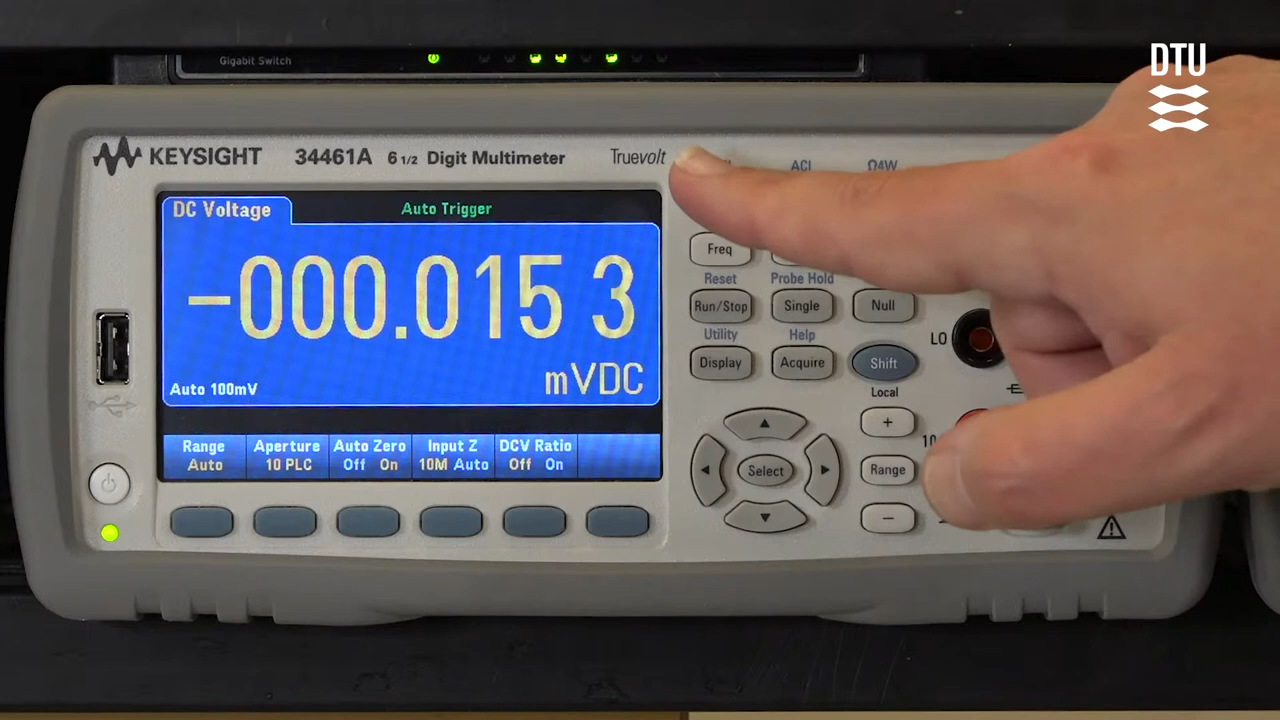 Gigabit Switch
DTU
KEYSIGHT 34461A 6 1/2 Digit Multimeter Truevolt
ACI Ω4W
DC Voltage Auto Trigger
-000.015 3
mVDC
Auto 100mV
Range Aperture Auto Zero Input Z DCV Ratio
Auto 10 PLC Off On 10M Auto Off On
Freq
Reset Probe Hold
Run/Stop Single Null
Utility Help
Display Acquire Shift
Local
LO
+
Select
Range
−
10